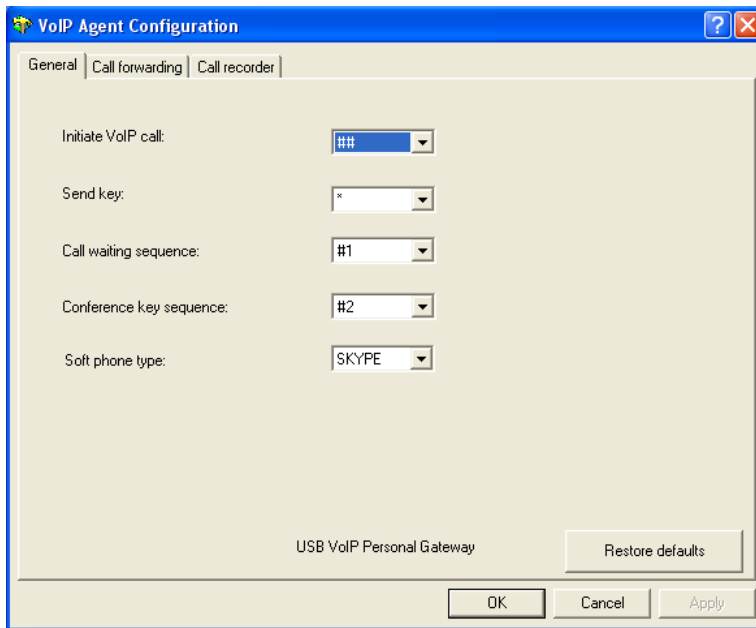 VoIP Agent Configuration
General Call forwarding Call recorder
Initiate VoIP call: ##
Send key: *
Call waiting sequence: #1
Conference key sequence: #2
Soft phone type: SKYPE
USB VoIP Personal Gateway Restore defaults
OK Cancel Apply